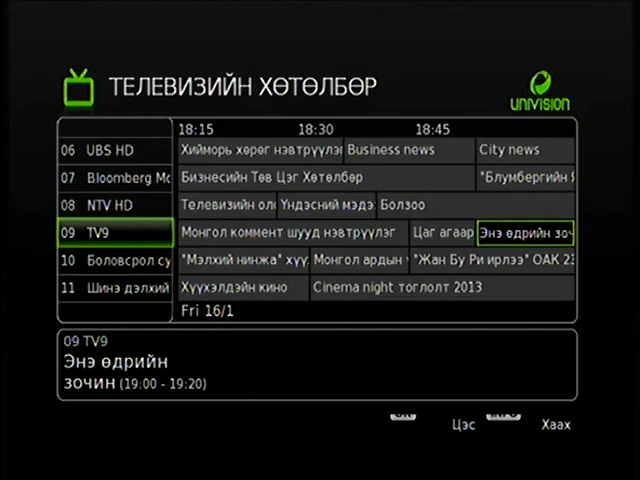 ТЕЛЕВИЗИЙН ХӨТӨЛБӨР
UNIVISION
18:15 18:30 18:45
06 UBS HD Хийморь хөрөг нэвтрүүлэг Business news City news
07 Bloomberg Mo Бизнесийн Төв Цэг Хөтөлбөр "Блумбергийн
08 NTV HD Телевизийн оло Үндэсний мэдэ Болзоо
09 TV9 Монгол коммент шууд нэвтрүүлэг Цаг агаар Энэ өдрийн зоч
10 Боловсрол су "Мэлхий нинжа" хүү Монгол ардын "Жан Бу Ри ирлээ" ОАК 23
11 Шинэ дэлхий Хүүхэлдэйн кино Cinema night тоглолт 2013
Fri 16/1
09 TV9
Энэ өдрийн
зочин (19:00 - 19:20)
Цэс Хаах